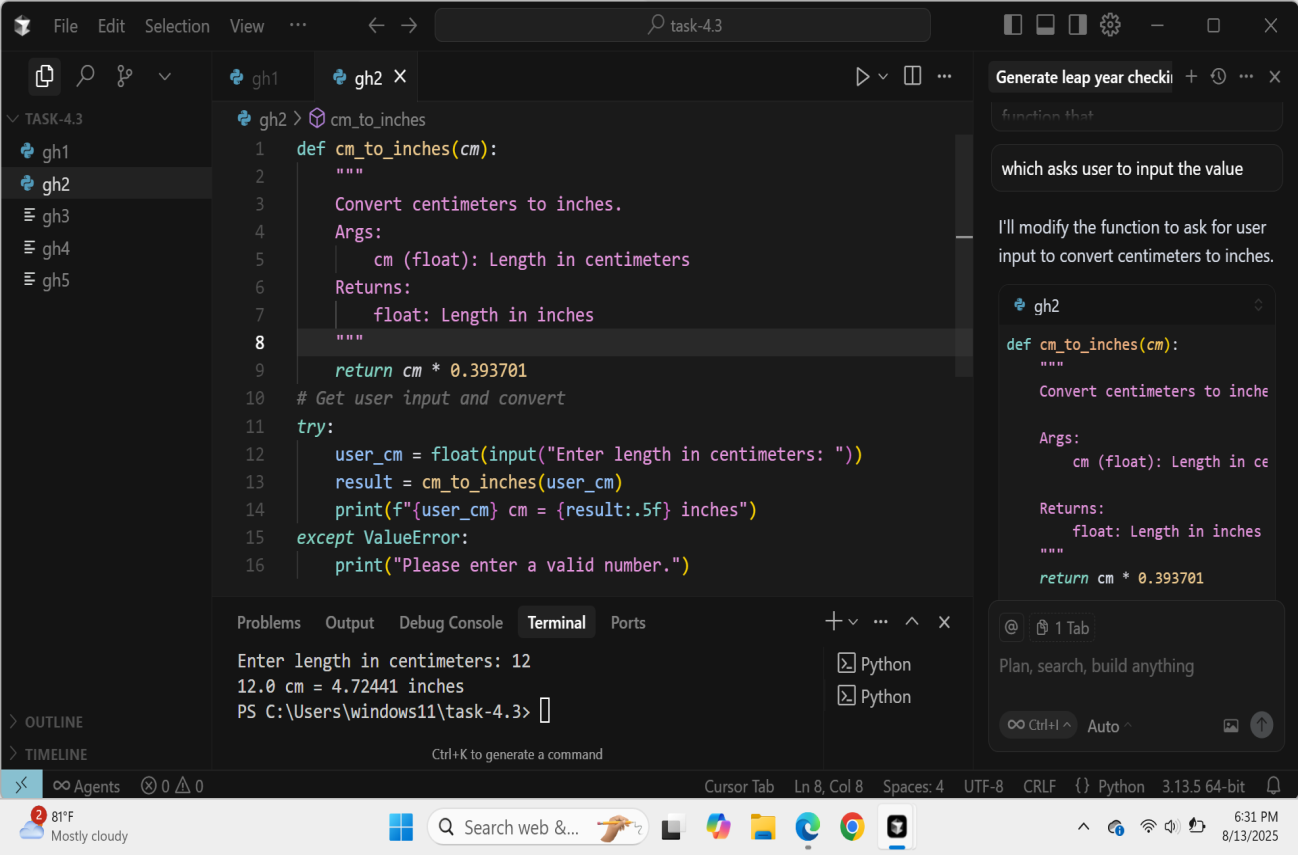 File Edit Selection View ··· task-4.3
gh1 gh2
Generate leap year checkin
TASK-4.3
gh1
gh2
gh3
gh4
gh5
OUTLINE
TIMELINE
gh2 > cm_to_inches
1 def cm_to_inches(cm):
2 """
3 Convert centimeters to inches.
4 Args:
5 cm (float): Length in centimeters
6 Returns:
7 float: Length in inches
8 """
9 return cm * 0.393701
10 # Get user input and convert
11 try:
12 user_cm = float(input("Enter length in centimeters: "))
13 result = cm_to_inches(user_cm)
14 print(f"{user_cm} cm = {result:.5f} inches")
15 except ValueError:
16 print("Please enter a valid number.")
Problems Output Debug Console Terminal Ports
Enter length in centimeters: 12
12.0 cm = 4.72441 inches
PS C:\Users\windows11\task-4.3>
Ctrl+K to generate a command
Python
Python
function that
which asks user to input the value
I'll modify the function to ask for user
input to convert centimeters to inches.
gh2
def cm_to_inches(cm):
"""
Convert centimeters to inche
Args:
cm (float): Length in ce
Returns:
float: Length in inches
"""
return cm * 0.393701
@ 1 Tab
Plan, search, build anything
∞ Ctrl+I Auto
∞ Agents 0 0 Cursor Tab Ln 8, Col 8 Spaces: 4 UTF-8 CRLF {} Python 3.13.5 64-bit
2 81°F
Mostly cloudy
Search web &...
6:31 PM
8/13/2025